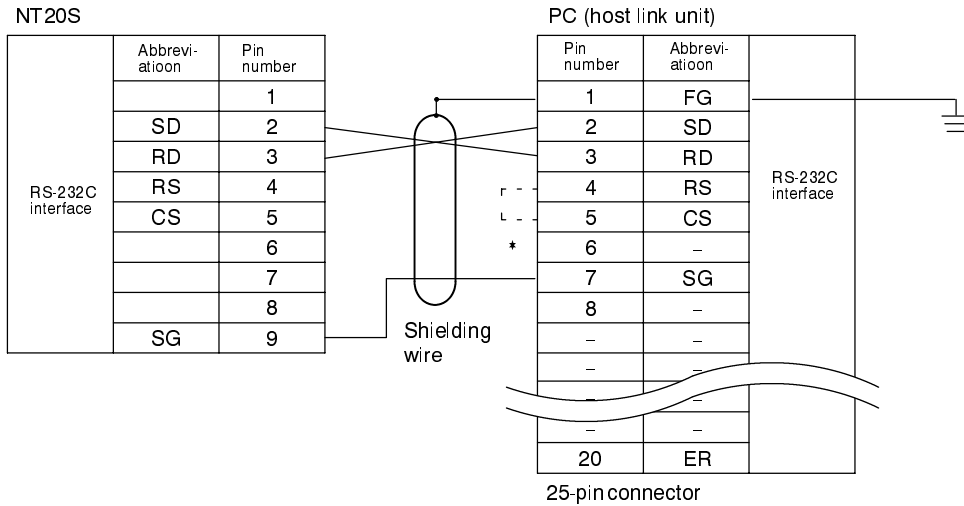 NT20S
PC (host link unit)
Abbrevi-
atioon
Pin
number
Pin
number
Abbrevi-
atioon
1
1
FG
SD
2
2
SD
RD
3
3
RD
RS-232C
interface
RS
4
4
RS
RS-232C
interface
CS
5
5
CS
6
*
6
–
7
7
SG
8
8
–
SG
9
Shielding
wire
–
–
–
–
–
–
–
–
20
ER
25-pin connector